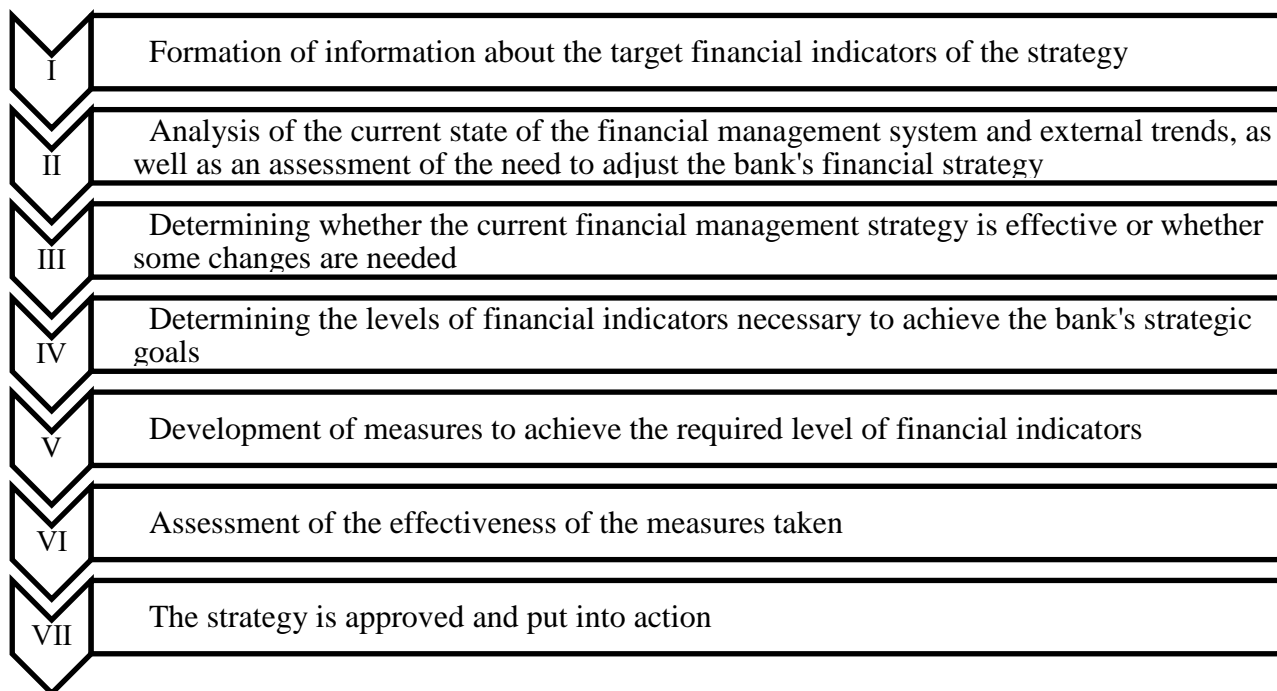 I
Formation of information about the target financial indicators of the strategy
II
Analysis of the current state of the financial management system and external trends, as
well as an assessment of the need to adjust the bank's financial strategy
III
Determining whether the current financial management strategy is effective or whether
some changes are needed
IV
Determining the levels of financial indicators necessary to achieve the bank's strategic
goals
V
Development of measures to achieve the required level of financial indicators
VI
Assessment of the effectiveness of the measures taken
VII
The strategy is approved and put into action